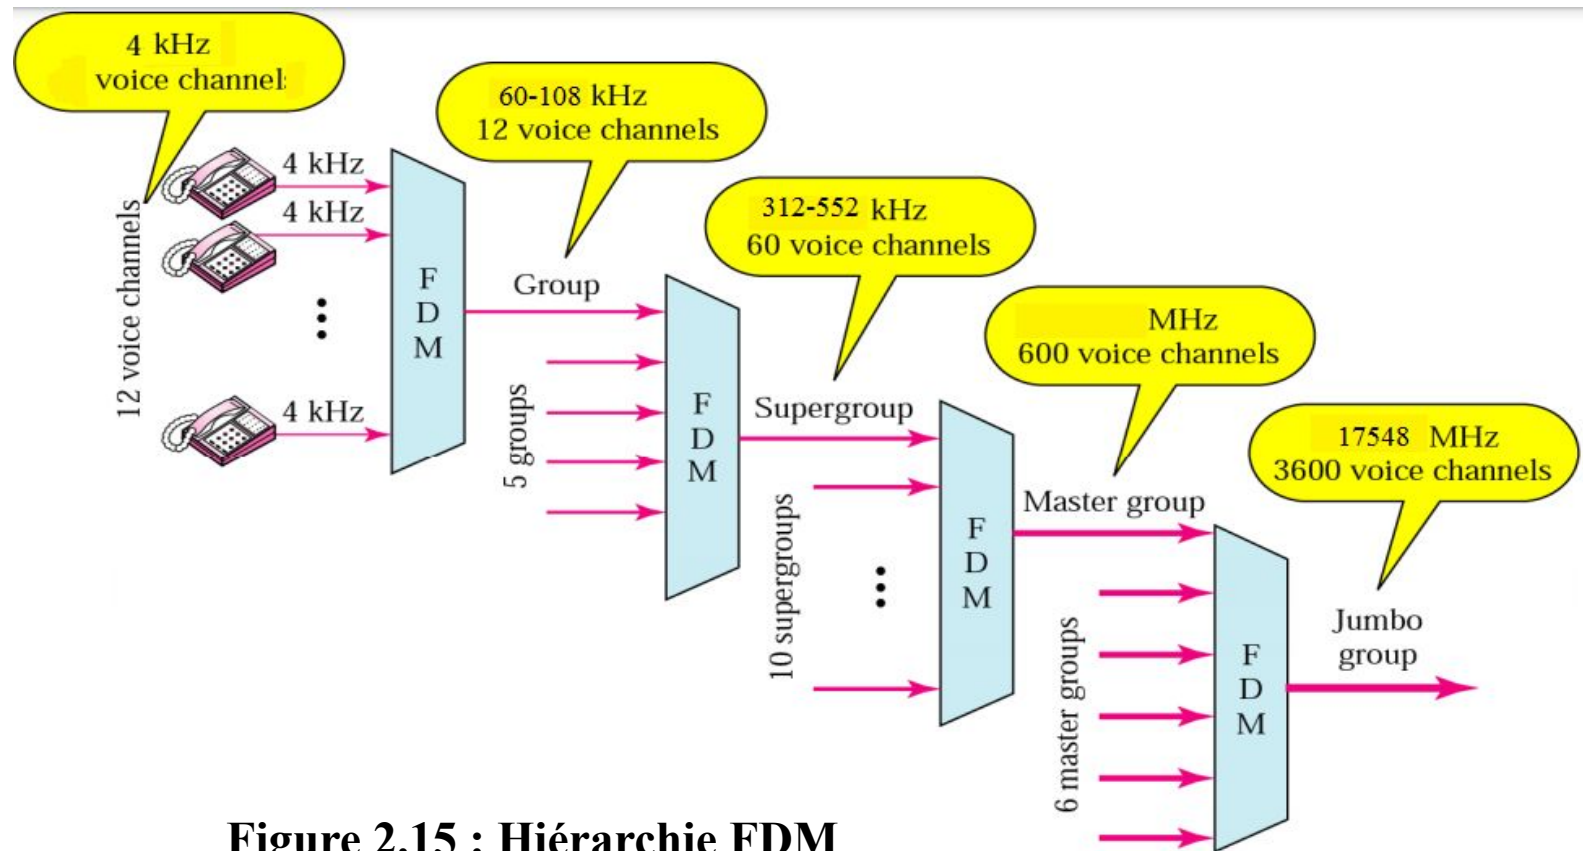 4 kHz
voice channel
60-108 kHz
12 voice channels
312-552 kHz
60 voice channels
MHz
600 voice channels
17548 MHz
3600 voice channels
12 voice channels
4 kHz
4 kHz
4 kHz
F
D
M
Group
5 groups
F
D
M
Supergroup
10 supergroups
F
D
M
Master group
6 master groups
F
D
M
Jumbo
group
Figure 2.15 : Hiérarchie FDM